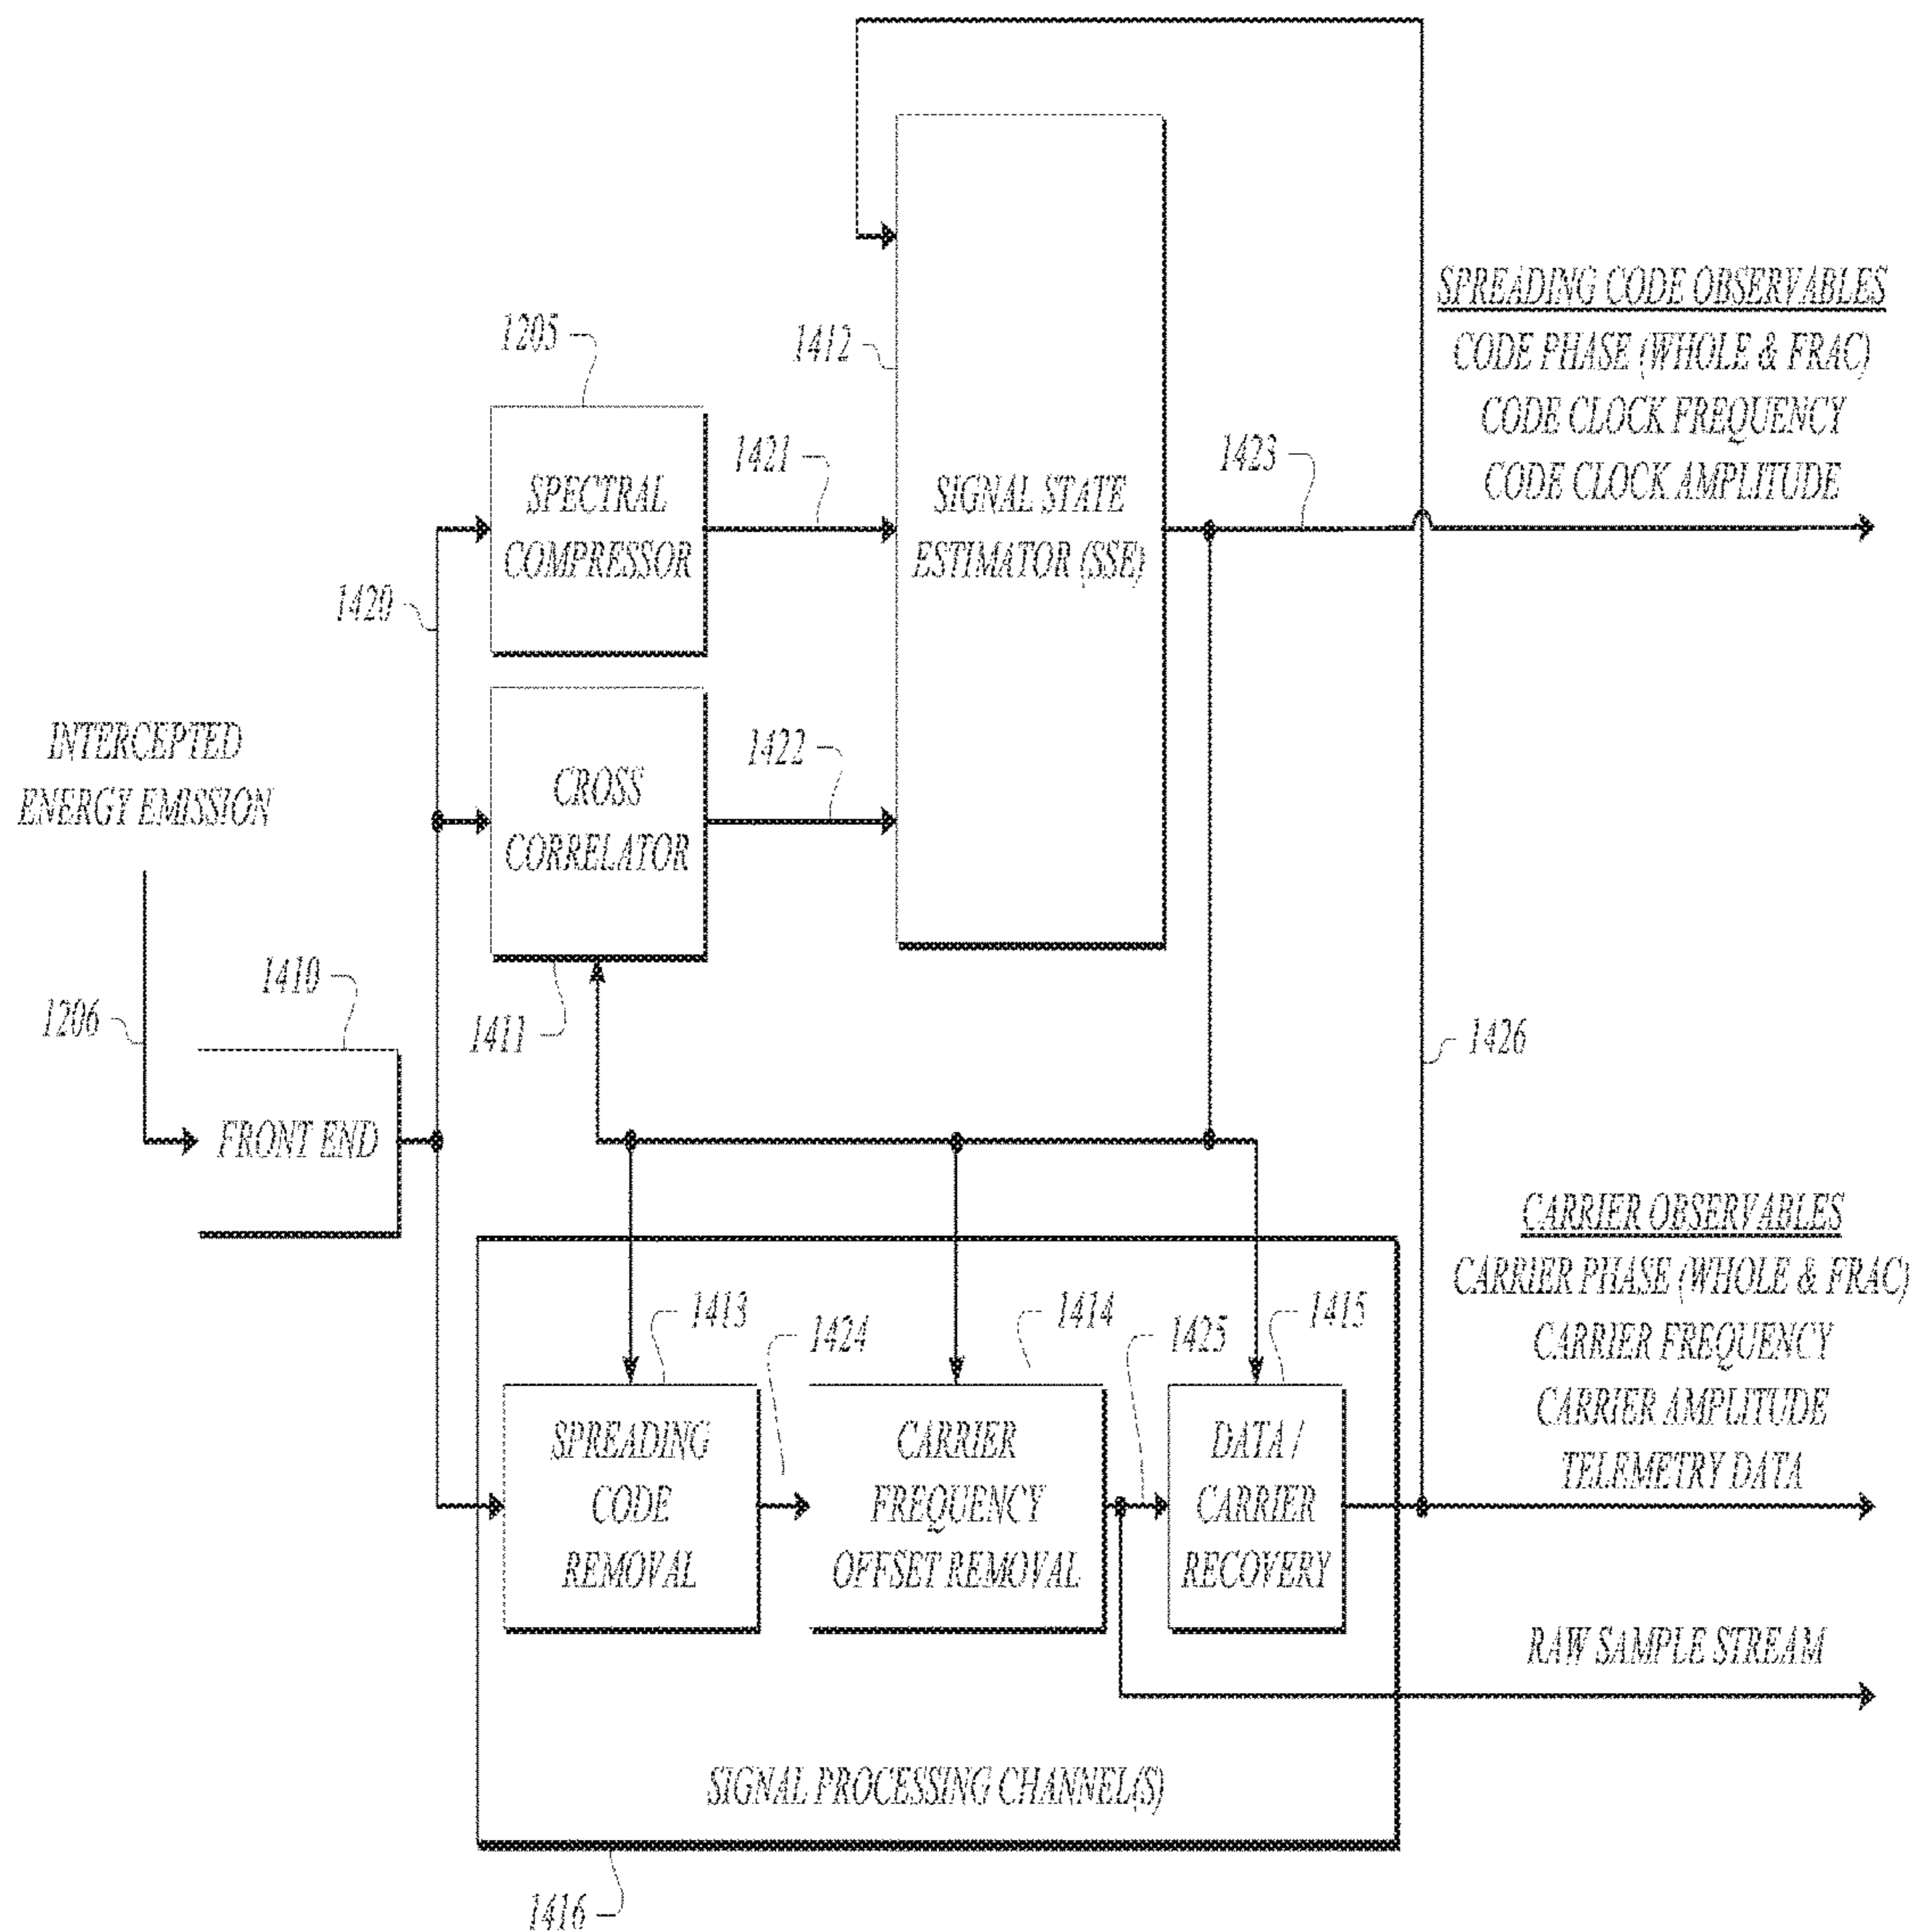 SPREADING CODE OBSERVABLES
CODE PHASE (WHOLE & FRAC)
CODE CLOCK FREQUENCY
CODE CLOCK AMPLITUDE
1205
1412
1421
1423
SPECTRAL
COMPRESSOR
SIGNAL STATE
ESTIMATOR (SSE)
1420
INTERCEPTED
ENERGY EMISSION
1422
CROSS
CORRELATOR
1410
1206
1411
1426
FRONT END
CARRIER OBSERVABLES
CARRIER PHASE (WHOLE & FRAC)
CARRIER FREQUENCY
CARRIER AMPLITUDE
TELEMETRY DATA
1413
1424
1414
1425
1415
SPREADING
CODE
REMOVAL
CARRIER
FREQUENCY
OFFSET REMOVAL
DATA /
CARRIER
RECOVERY
RAW SAMPLE STREAM
SIGNAL PROCESSING CHANNEL(S)
1416